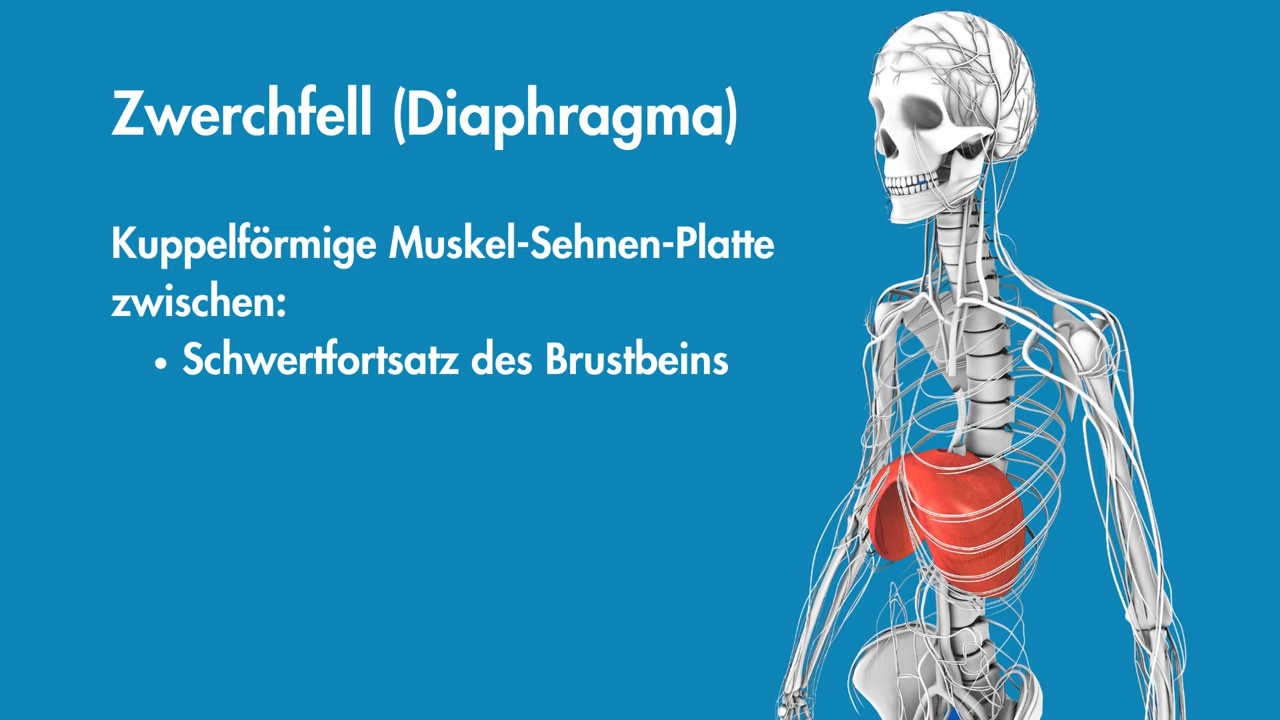 Zwerchfell (Diaphragma)
Kuppelförmige Muskel-Sehnen-Platte
zwischen:
• Schwertfortsatz des Brustbeins